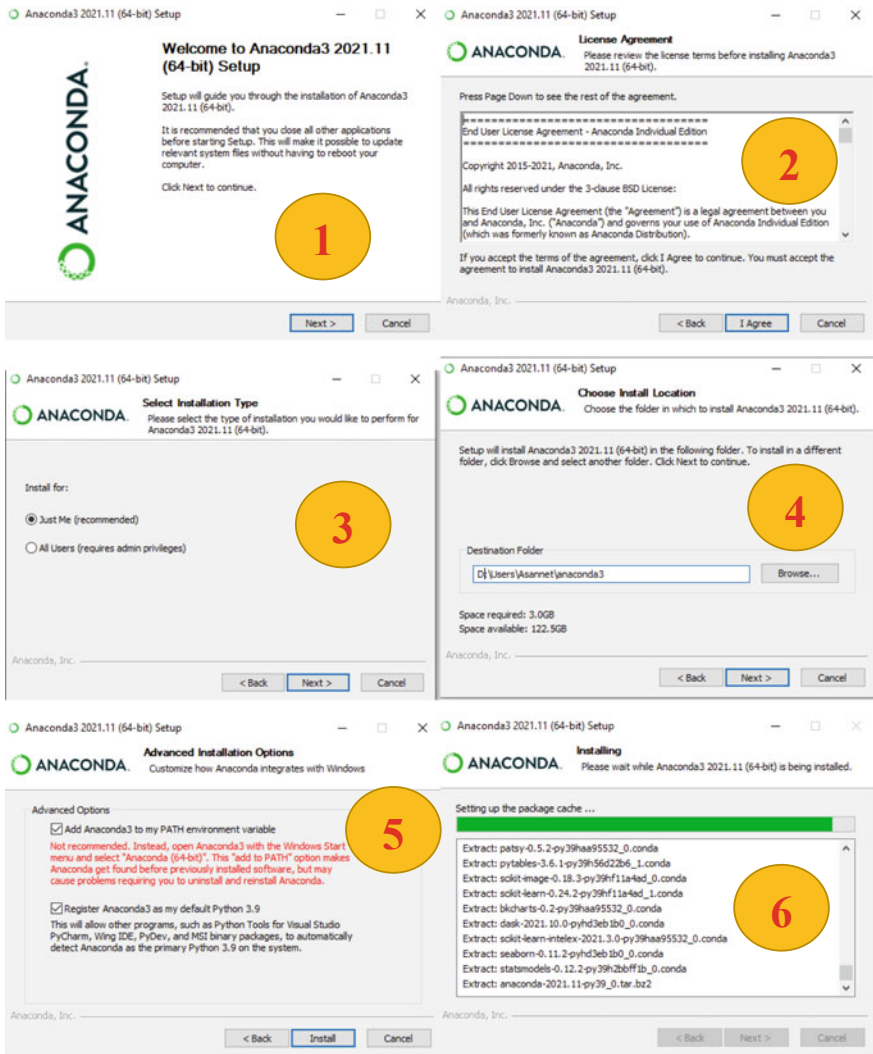 Anaconda3 2021.11 (64-bit) Setup
ANACONDA.
Welcome to Anaconda3 2021.11
(64-bit) Setup
Setup will guide you through the installation of Anaconda3
2021.11 (64-bit).
It is recommended that you close all other applications
before starting Setup. This will make it possible to update
relevant system files without having to reboot your
computer.
Click Next to continue.
1
Next >
Cancel
Anaconda3 2021.11 (64-bit) Setup
ANACONDA.
License Agreement
Please review the license terms before installing Anaconda3
2021.11 (64-bit).
Press Page Down to see the rest of the agreement.
End User License Agreement - Anaconda Individual Edition
Copyright 2015-2021, Anaconda, Inc.
All rights reserved under the 3-clause BSD License:
This End User License Agreement (the "Agreement") is a legal agreement between you
and Anaconda, Inc. ("Anaconda") and governs your use of Anaconda Individual Edition
(which was formerly known as Anaconda Distribution).
2
If you accept the terms of the agreement, click I Agree to continue. You must accept the
agreement to install Anaconda3 2021.11 (64-bit).
Anaconda, Inc.
< Back
I Agree
Cancel
Anaconda3 2021.11 (64-bit) Setup
ANACONDA.
Select Installation Type
Please select the type of installation you would like to perform for
Anaconda3 2021.11 (64-bit).
Install for:
Just Me (recommended)
All Users (requires admin privileges)
3
Anaconda, Inc.
< Back
Next >
Cancel
Anaconda3 2021.11 (64-bit) Setup
ANACONDA.
Choose Install Location
Choose the folder in which to install Anaconda3 2021.11 (64-bit).
Setup will install Anaconda3 2021.11 (64-bit) in the following folder. To install in a different
folder, click Browse and select another folder. Click Next to continue.
4
Destination Folder
D:\Users\Asannet\anaconda3
Browse...
Space required: 3.0GB
Space available: 122.5GB
Anaconda, Inc.
< Back
Next >
Cancel
Anaconda3 2021.11 (64-bit) Setup
ANACONDA.
Advanced Installation Options
Customize how Anaconda integrates with Windows
Advanced Options
Add Anaconda3 to my PATH environment variable
Not recommended. Instead, open Anaconda3 with the Windows Start
menu and select "Anaconda (64-bit)". This "add to PATH" option makes
Anaconda get found before previously installed software, but may
cause problems requiring you to uninstall and reinstall Anaconda.
Register Anaconda3 as my default Python 3.9
This will allow other programs, such as Python Tools for Visual Studio
PyCharm, Wing IDE, PyDev, and MSI binary packages, to automatically
detect Anaconda as the primary Python 3.9 on the system.
5
Anaconda, Inc.
< Back
Install
Cancel
Anaconda3 2021.11 (64-bit) Setup
ANACONDA.
Installing
Please wait while Anaconda3 2021.11 (64-bit) is being installed.
Setting up the package cache ...
Extract: patsy-0.5.2-py39haa95532_0.conda
Extract: pytables-3.6.1-py39h56d22b6_1.conda
Extract: scikit-image-0.18.3-py39hf11a4ad_0.conda
Extract: scikit-learn-0.24.2-py39hf11a4ad_1.conda
Extract: bkcharts-0.2-py39haa95532_0.conda
Extract: dask-2021.10.0-pyhd3eb1b0_0.conda
Extract: scikit-learn-intelex-2021.3.0-py39haa95532_0.conda
Extract: seaborn-0.11.2-pyhd3eb1b0_0.conda
Extract: statsmodels-0.12.2-py39h2bbff1b_0.conda
Extract: anaconda-2021.11-py39_0.tar.bz2
6
Anaconda, Inc.
< Back
Next >
Cancel